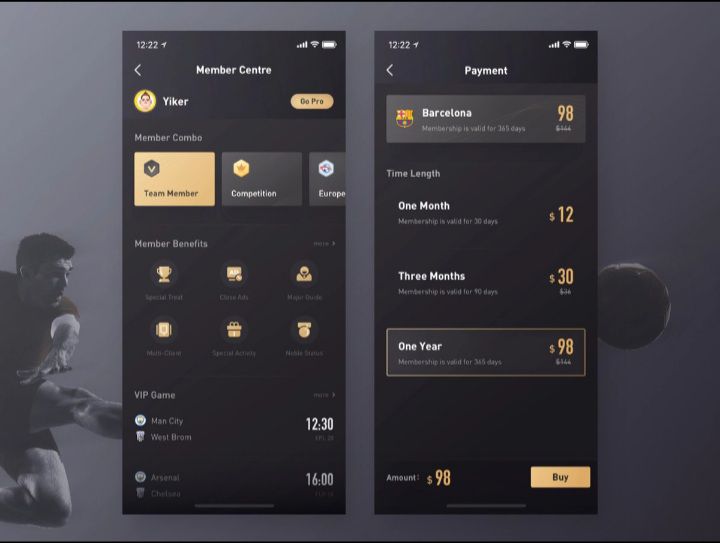 12:22
Member Centre
Yiker
Go Pro
Member Combo
Team Member
Competition
Europe
Member Benefits
more
Special Treat
Close Ads
Major Guide
Multi-Client
Special Activity
Noble Status
VIP Game
more
Man City
West Brom
12:30
EPL 20
Arsenal
Chelsea
16:00
12:22
Payment
Barcelona
Membership is valid for 365 days
98
$144
Time Length
One Month
Membership is valid for 30 days
$ 12
Three Months
Membership is valid for 90 days
$ 30
$36
One Year
Membership is valid for 365 days
$ 98
$144
Amount: $ 98
Buy